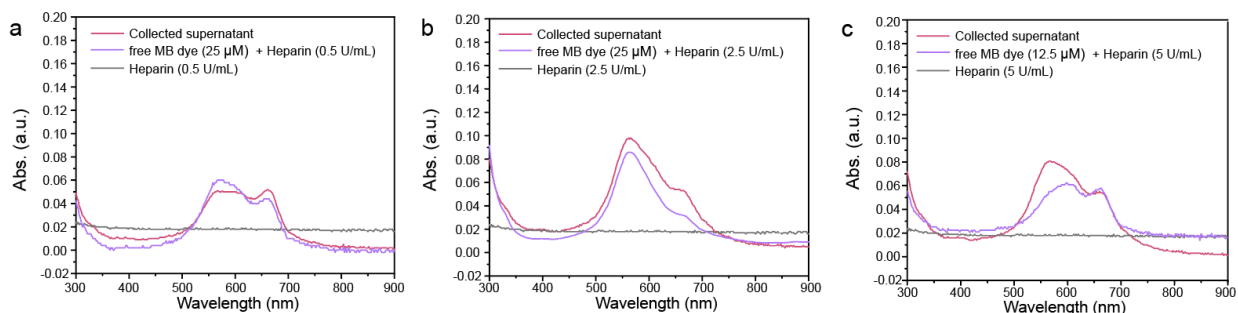 a
0.20
0.18
0.16
0.14
0.12
0.10
0.08
0.06
0.04
0.02
0.00
-0.02
Abs. (a.u.)
Collected supernatant
free MB dye (25 μM) + Heparin (0.5 U/mL)
Heparin (0.5 U/mL)
300 400 500 600 700 800 900
Wavelength (nm)
b
0.20
0.18
0.16
0.14
0.12
0.10
0.08
0.06
0.04
0.02
0.00
-0.02
Abs. (a.u.)
Collected supernatant
free MB dye (25 μM) + Heparin (2.5 U/mL)
Heparin (2.5 U/mL)
300 400 500 600 700 800 900
Wavelength (nm)
c
0.20
0.18
0.16
0.14
0.12
0.10
0.08
0.06
0.04
0.02
0.00
-0.02
Abs. (a.u.)
Collected supernatant
free MB dye (12.5 μM) + Heparin (5 U/mL)
Heparin (5 U/mL)
300 400 500 600 700 800 900
Wavelength (nm)